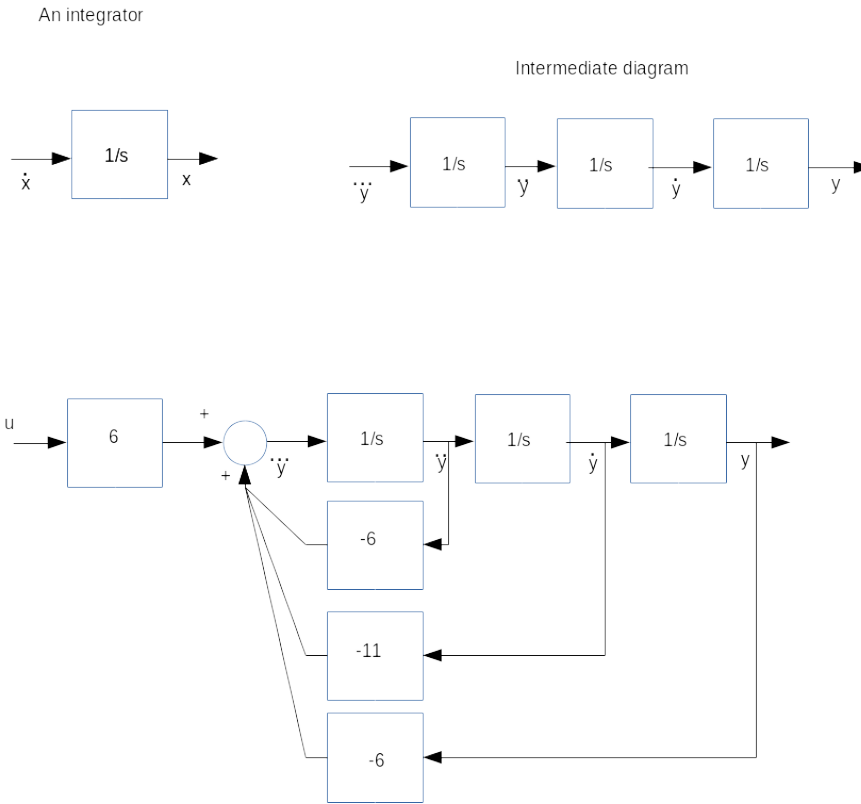 An integrator
Intermediate diagram
1/s
ẋ
x
1/s
1/s
1/s
y⃛
ÿ
ẏ
y
u
6
+
+
y⃛
1/s
ÿ
1/s
ẏ
1/s
y
-6
-11
-6